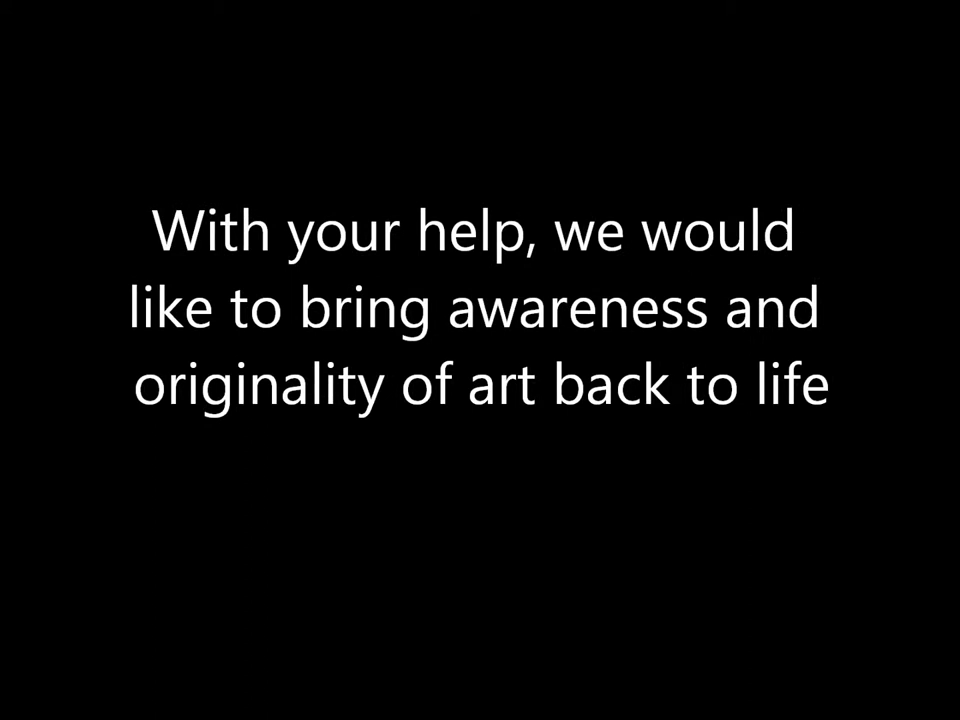 With your help, we would
like to bring awareness and
originality of art back to life